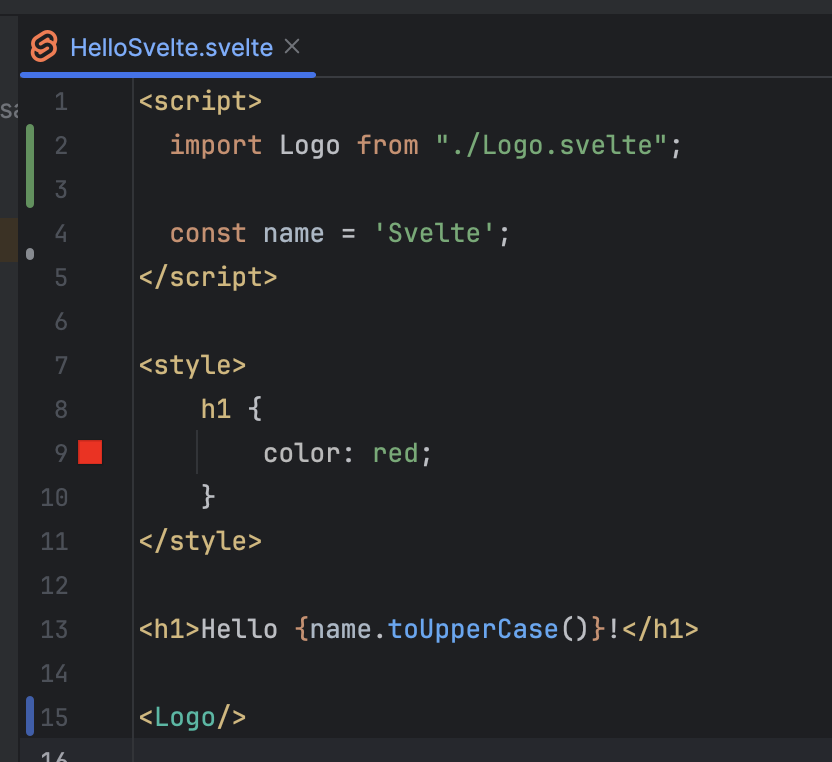 HelloSvelte.svelte
1 <script>
2 import Logo from "./Logo.svelte";
3
4 const name = 'Svelte';
5 </script>
6
7 <style>
8 h1 {
9 color: red;
10 }
11 </style>
12
13 <h1>Hello {name.toUpperCase()}!</h1>
14
15 <Logo/>
16